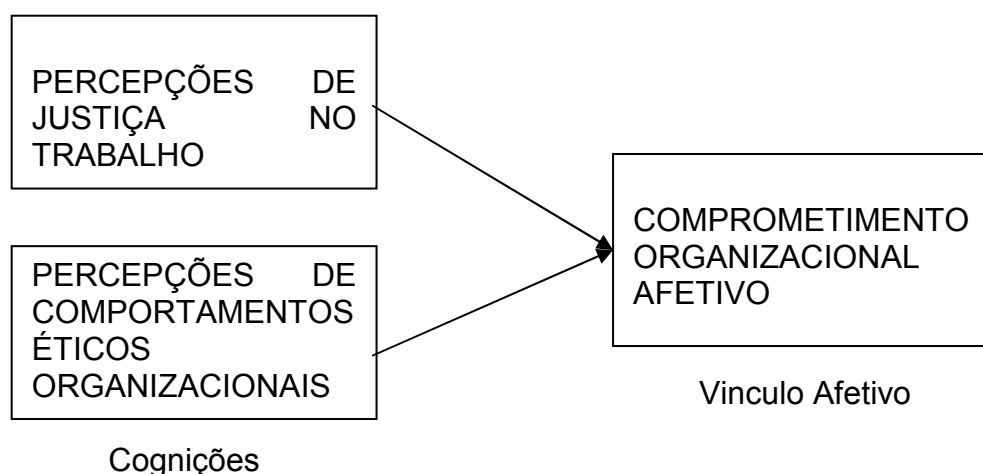 PERCEPÇÕES DE
JUSTIÇA NO
TRABALHO
PERCEPÇÕES DE
COMPORTAMENTOS
ÉTICOS
ORGANIZACIONAIS
Cognições
COMPROMETIMENTO
ORGANIZACIONAL
AFETIVO
Vinculo Afetivo